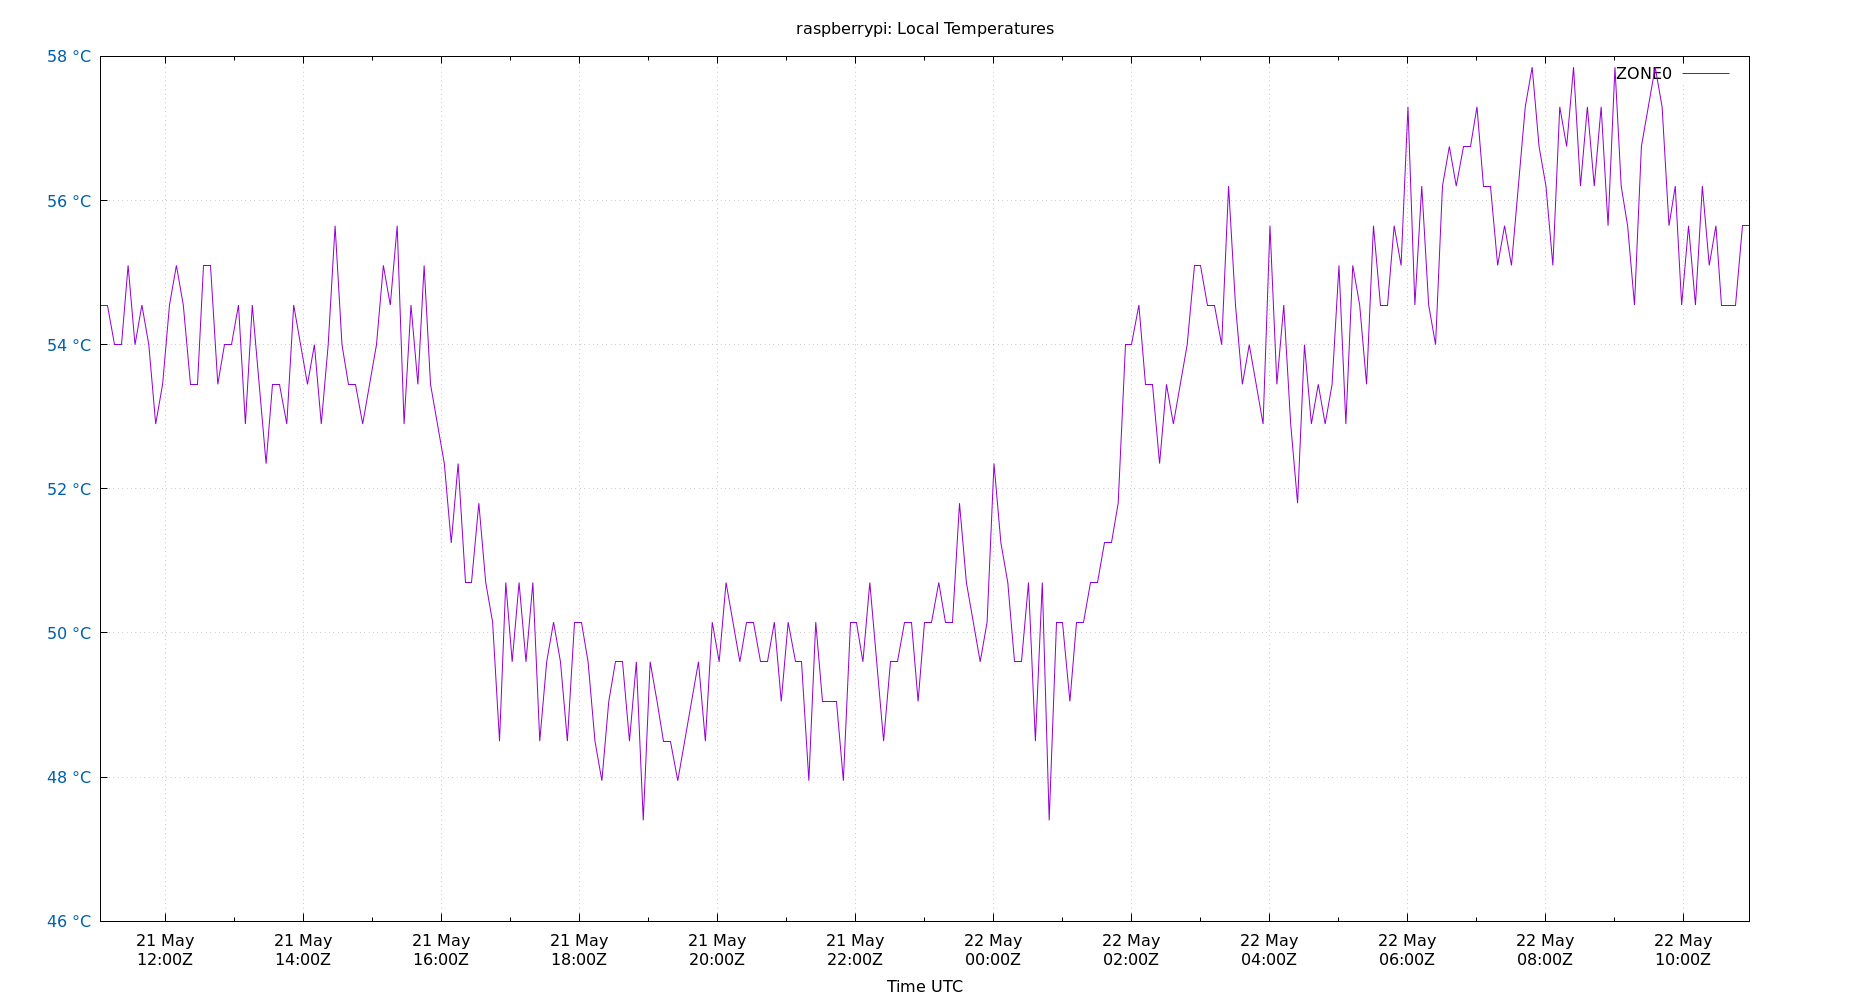 raspberrypi: Local Temperatures
58 °C
ZONE0
56 °C
54 °C
52 °C
50 °C
48 °C
46 °C
21 May 21 May 21 May 21 May 21 May 21 May 22 May 22 May 22 May 22 May 22 May 22 May
12:00Z 14:00Z 16:00Z 18:00Z 20:00Z 22:00Z 00:00Z 02:00Z 04:00Z 06:00Z 08:00Z 10:00Z
Time UTC